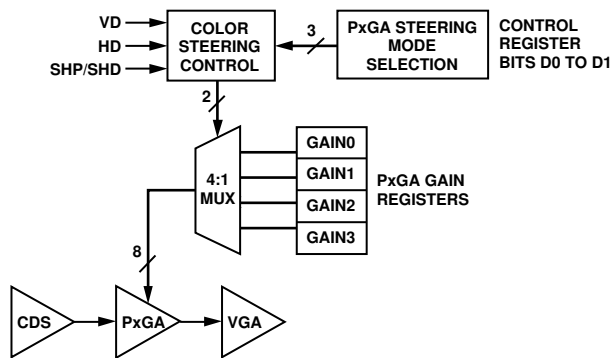 VD
HD
SHP/SHD
COLOR
STEERING
CONTROL
3
PxGA STEERING
MODE
SELECTION
CONTROL
REGISTER
BITS D0 TO D1
2
4:1
MUX
GAIN0
GAIN1
GAIN2
GAIN3
PxGA GAIN
REGISTERS
8
CDS
PxGA
VGA